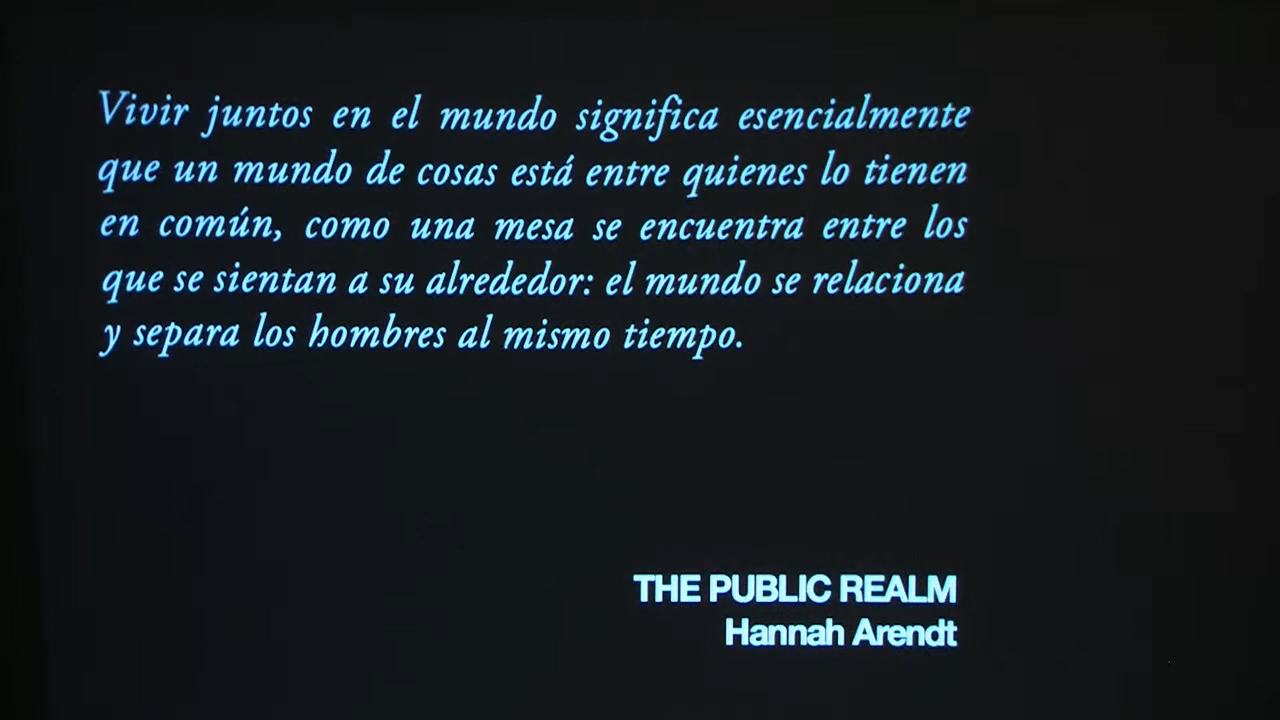 Vivir juntos en el mundo significa esencialmente
que un mundo de cosas está entre quienes lo tienen
en común, como una mesa se encuentra entre los
que se sientan a su alrededor: el mundo se relaciona
y separa los hombres al mismo tiempo.
THE PUBLIC REALM
Hannah Arendt